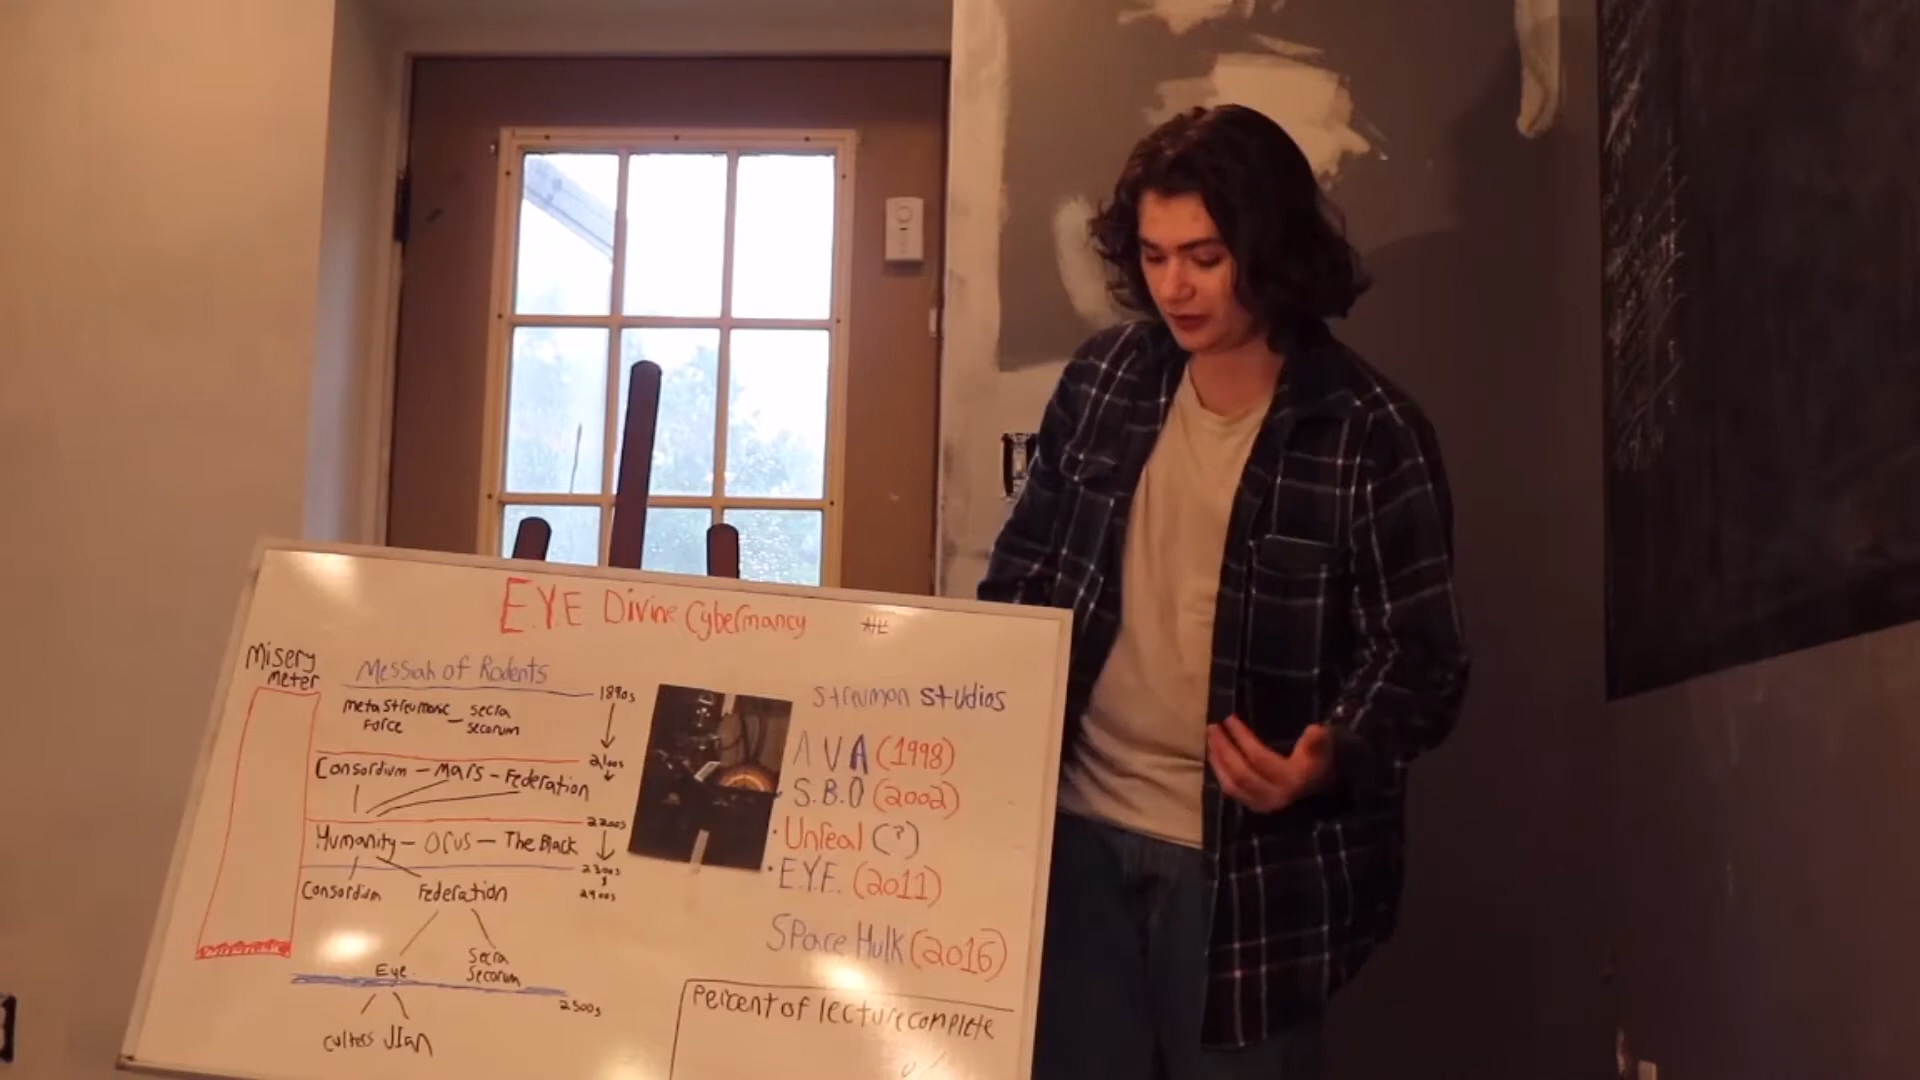 E.Y.E Divine Cybermancy
Misery
meter
Messiah of Rodents
1890s
metastreumonic — secra
Force secorum
2100s
Consordium — Mars — Federation
2200s
Humanity — Orus — The Black
2300s
2400s
Consordium Federation
Eye Secra
Secorum
2500s
Culters Jian
Streumon Studios
AVA (1998)
· S.B.O (2002)
· Unreal (?)
· E.Y.E. (2011)
Space Hulk (2016)
Percent of lecture complete